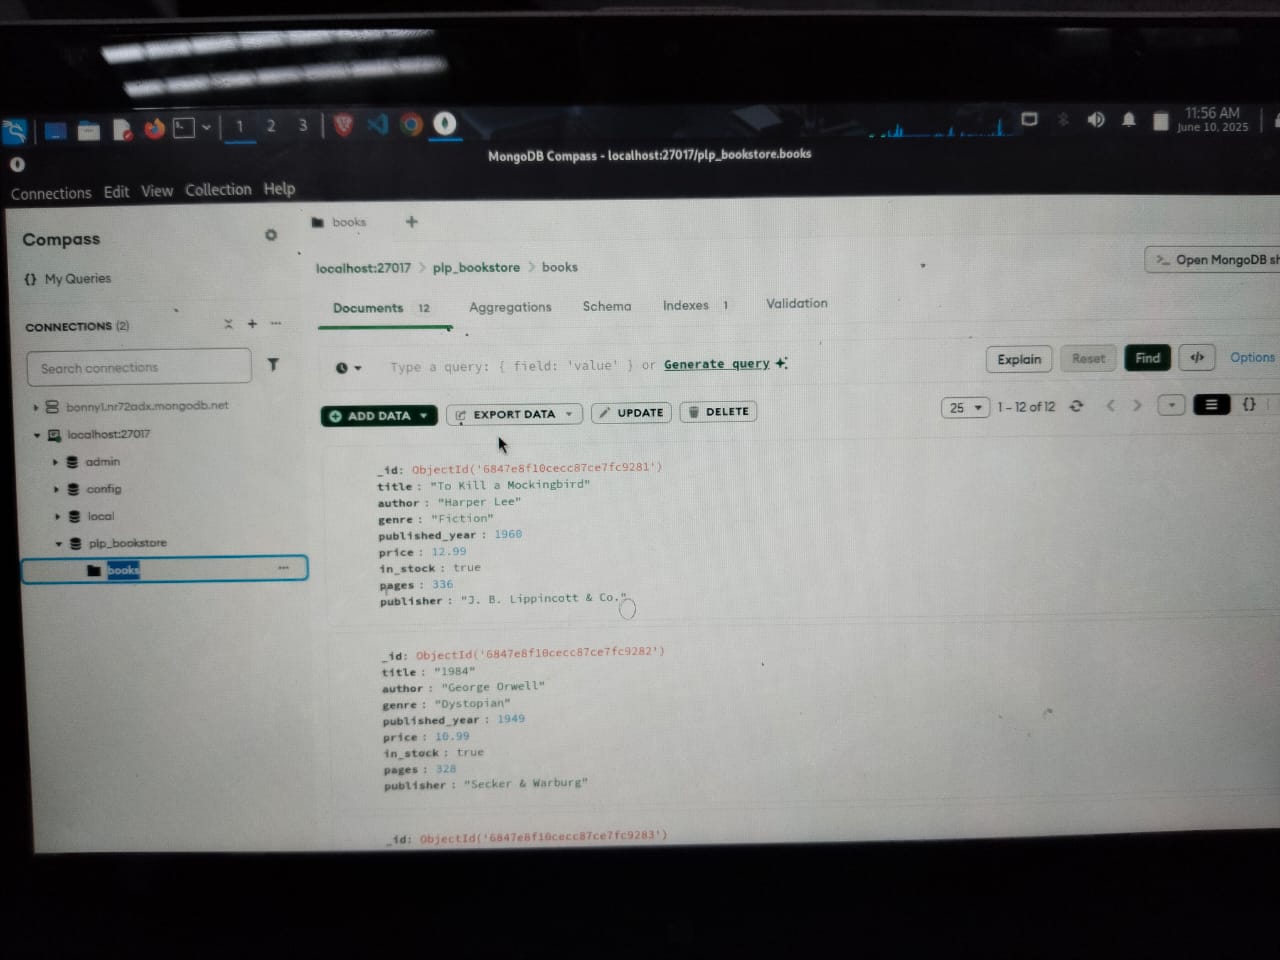 1 2 3
11:56 AM
June 10, 2025
MongoDB Compass - localhost:27017/plp_bookstore.books
Connections Edit View Collection Help
Compass
{} My Queries
CONNECTIONS (2)
Search connections
bonny1.nr72adx.mongodb.net
localhost:27017
admin
config
local
plp_bookstore
books
books
localhost:27017 > plp_bookstore > books
>_ Open MongoDB sh
Documents 12 Aggregations Schema Indexes 1 Validation
Type a query: { field: 'value' } or Generate query
Explain Reset Find </> Options
ADD DATA EXPORT DATA UPDATE DELETE
25 1 – 12 of 12 {}
_id: ObjectId('6847e8f10cecc87ce7fc9281')
title : "To Kill a Mockingbird"
author : "Harper Lee"
genre : "Fiction"
published_year : 1960
price : 12.99
in_stock : true
pages : 336
publisher : "J. B. Lippincott & Co."
_id: ObjectId('6847e8f10cecc87ce7fc9282')
title : "1984"
author : "George Orwell"
genre : "Dystopian"
published_year : 1949
price : 10.99
in_stock : true
pages : 328
publisher : "Secker & Warburg"
_id: ObjectId('6847e8f10cecc87ce7fc9283')